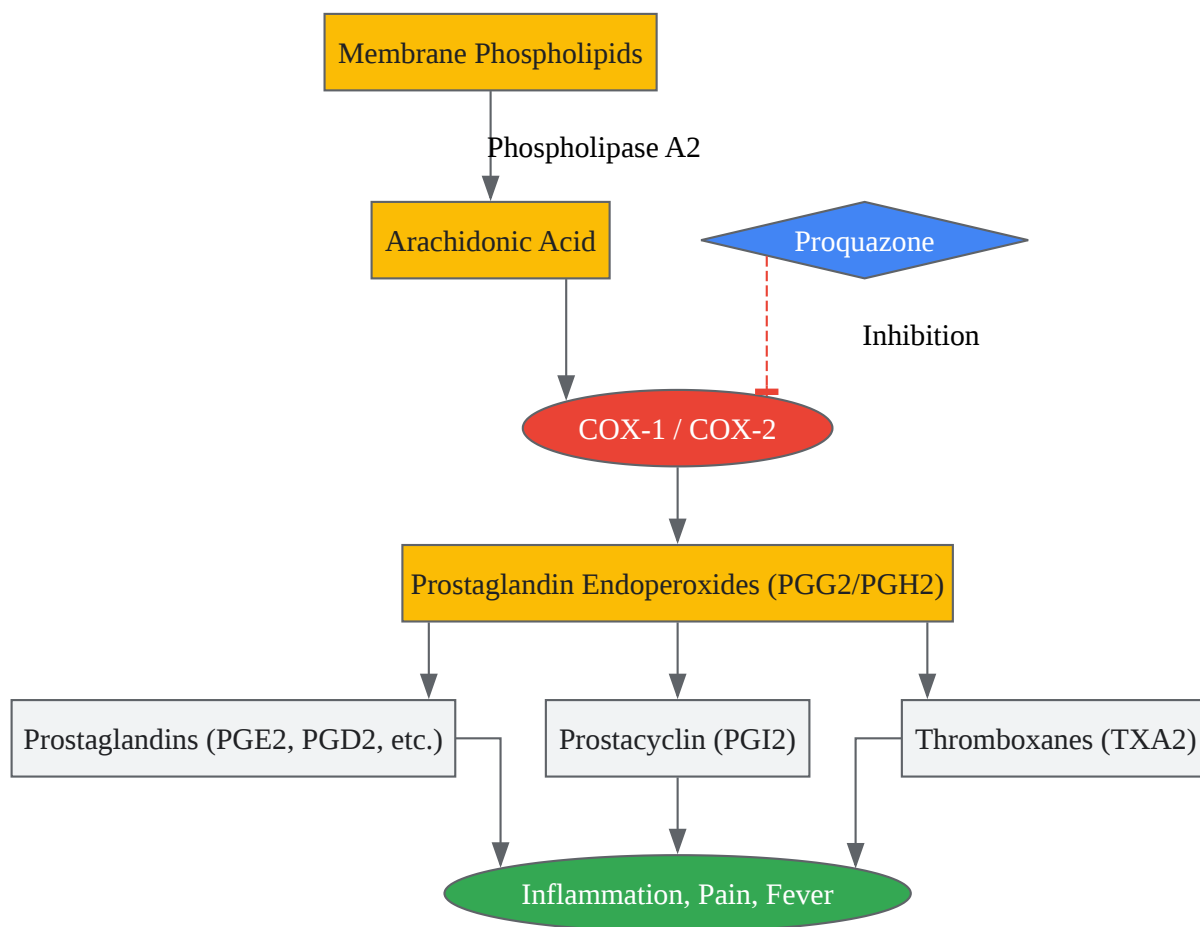 Membrane Phospholipids
Phospholipase A2
Arachidonic Acid
Proquazone
Inhibition
COX-1 / COX-2
Prostaglandin Endoperoxides (PGG2/PGH2)
Prostaglandins (PGE2, PGD2, etc.)
Prostacyclin (PGI2)
Thromboxanes (TXA2)
Inflammation, Pain, Fever